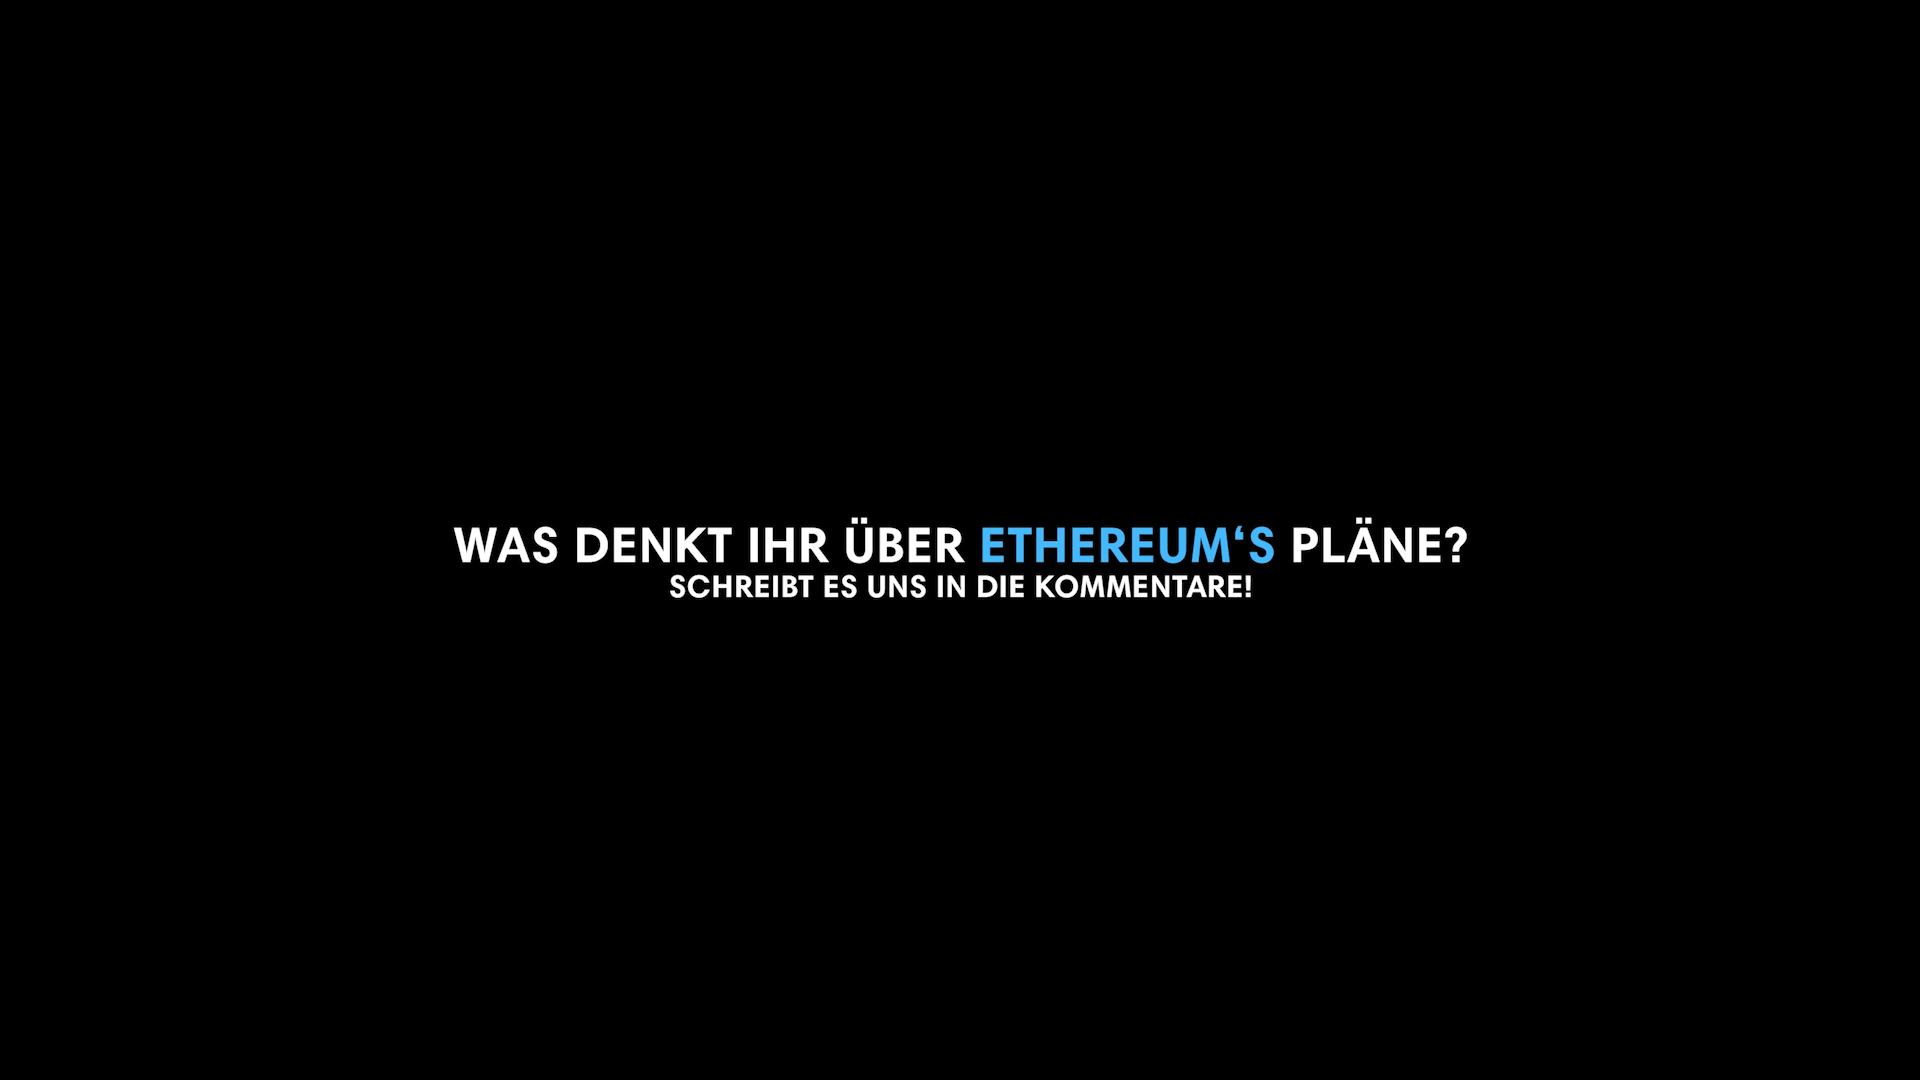 WAS DENKT IHR ÜBER ETHEREUM‘S PLÄNE?
SCHREIBT ES UNS IN DIE KOMMENTARE!